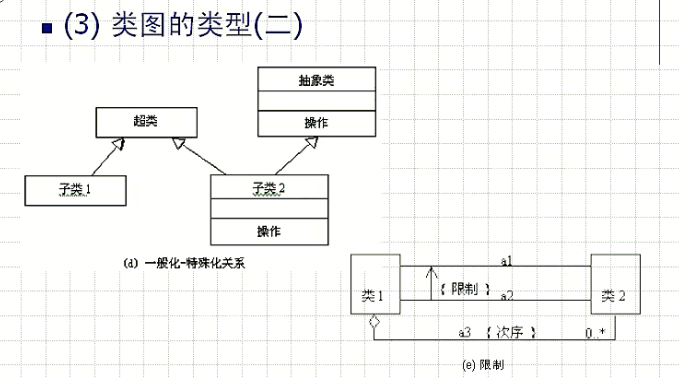 (3) 类图的类型(二)
抽象类
超类
操作
子类1
子类2
操作
(d) 一般化-特殊化关系
a1
类1
{ 限制 }
a2
类2
a3 { 次序 } 0..*
(e) 限制